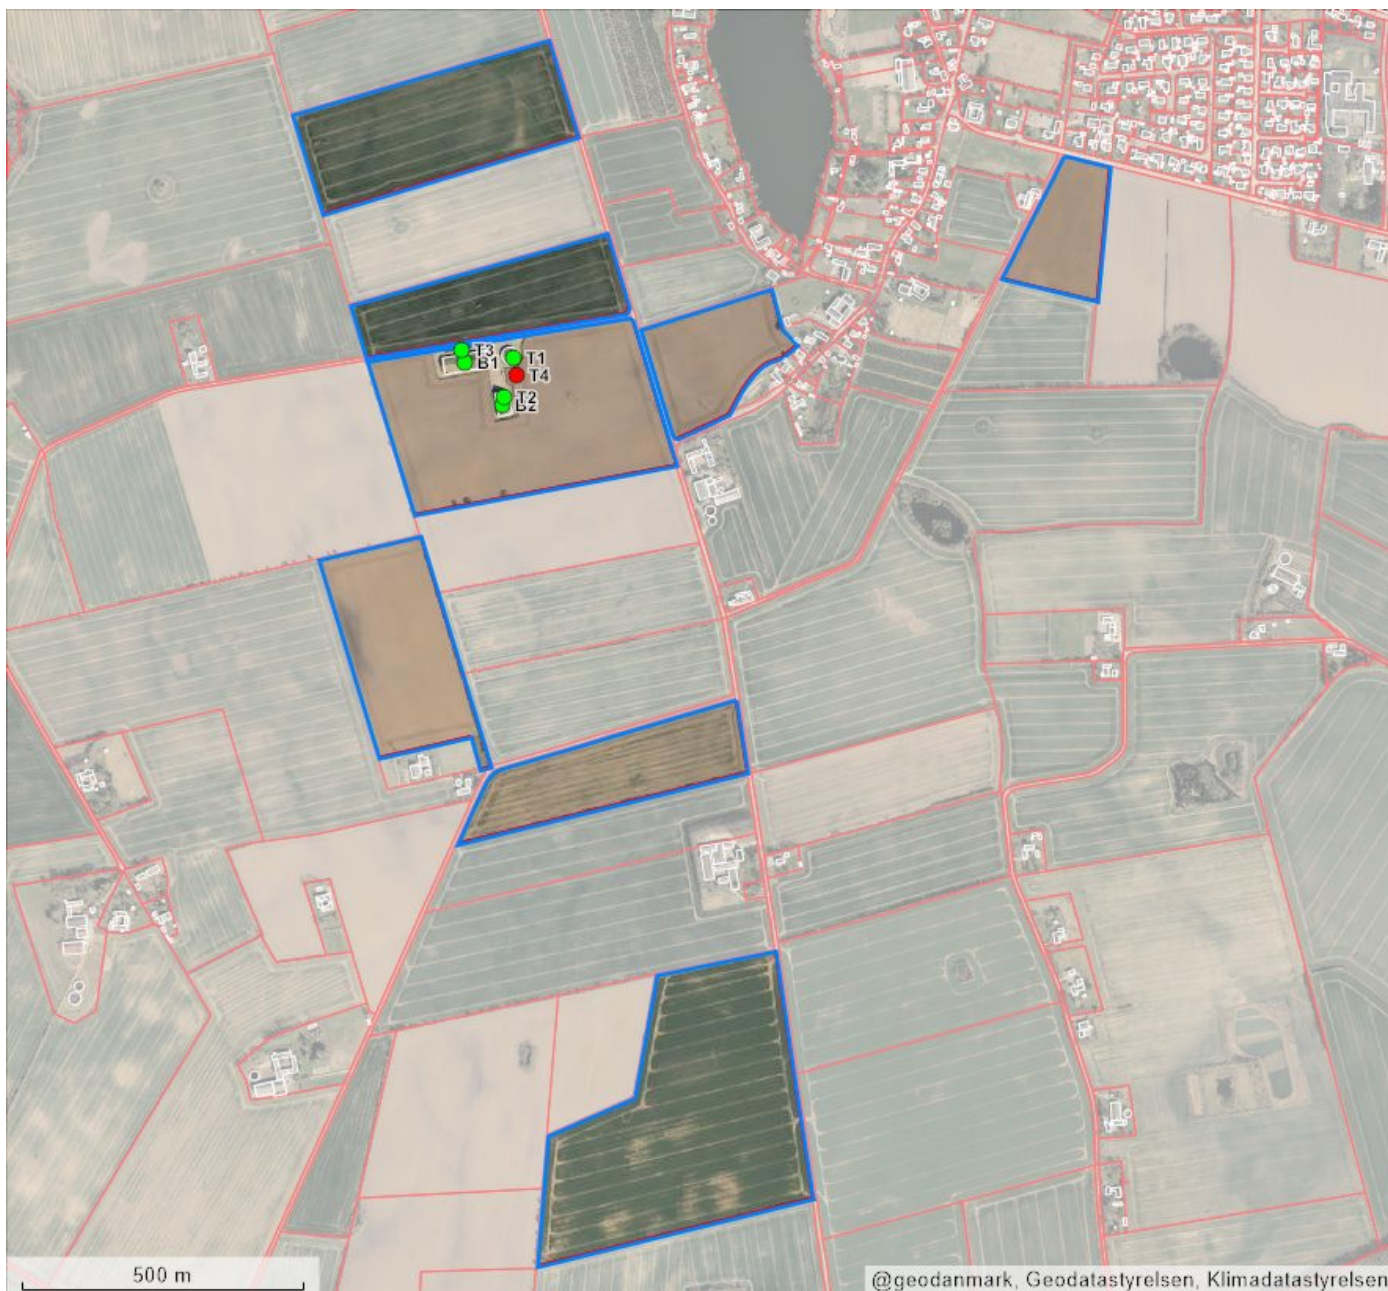 T3
T1
B1
T4
T2
B2
500 m
@geodanmark, Geodatastyrelsen, Klimadatastyrelsen